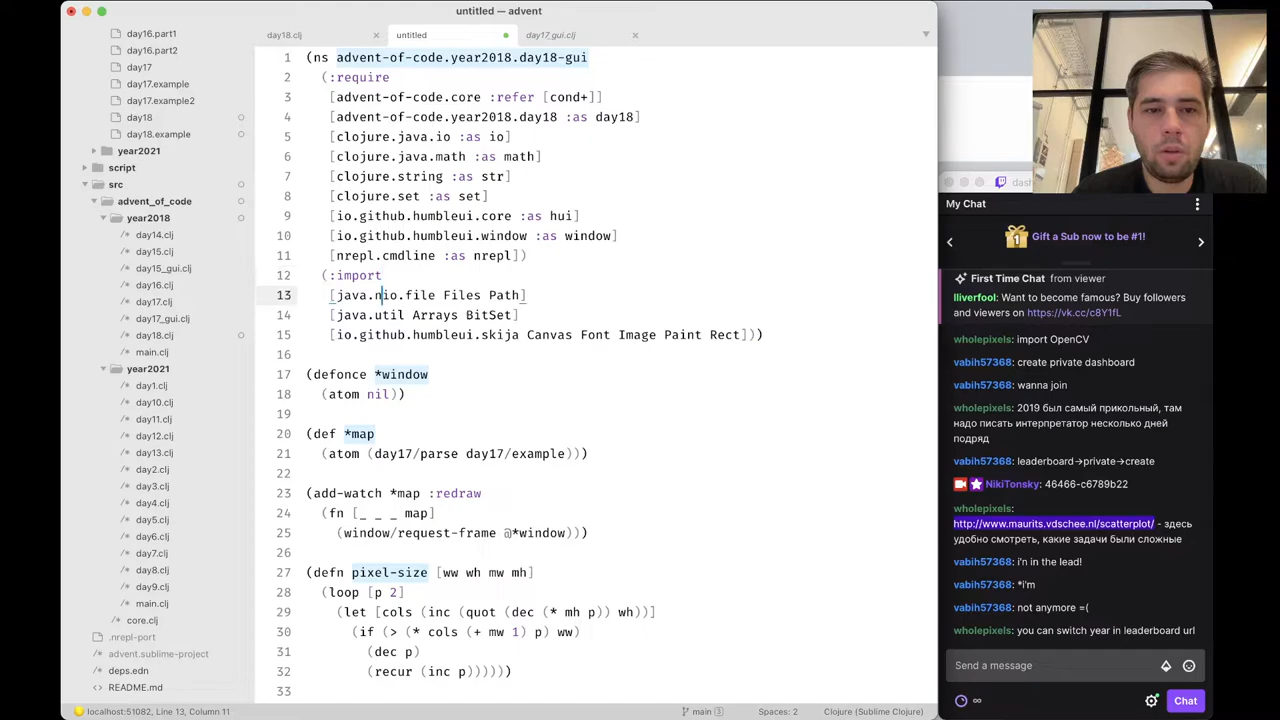 untitled — advent
day16.part1
day16.part2
day17
day17.example
day17.example2
day18
day18.example
year2021
script
src
advent_of_code
year2018
day14.clj
day15.clj
day15_gui.clj
day16.clj
day17.clj
day17_gui.clj
day18.clj
main.clj
year2021
day1.clj
day10.clj
day11.clj
day12.clj
day13.clj
day2.clj
day3.clj
day4.clj
day5.clj
day6.clj
day7.clj
day8.clj
day9.clj
main.clj
core.clj
.nrepl-port
advent.sublime-project
deps.edn
README.md
day18.clj
untitled
day17_gui.clj
1 (ns advent-of-code.year2018.day18-gui
2 (:require
3 [advent-of-code.core :refer [cond+]]
4 [advent-of-code.year2018.day18 :as day18]
5 [clojure.java.io :as io]
6 [clojure.java.math :as math]
7 [clojure.string :as str]
8 [clojure.set :as set]
9 [io.github.humbleui.core :as hui]
10 [io.github.humbleui.window :as window]
11 [nrepl.cmdline :as nrepl])
12 (:import
13 [java.nio.file Files Path]
14 [java.util Arrays BitSet]
15 [io.github.humbleui.skija Canvas Font Image Paint Rect]))
16
17 (defonce *window
18 (atom nil))
19
20 (def *map
21 (atom (day17/parse day17/example)))
22
23 (add-watch *map :redraw
24 (fn [_ _ _ map]
25 (window/request-frame @*window)))
26
27 (defn pixel-size [ww wh mw mh]
28 (loop [p 2]
29 (let [cols (inc (quot (dec (* mh p)) wh))]
30 (if (> (* cols (+ mw 1) p) ww)
31 (dec p)
32 (recur (inc p))))))
33
localhost:51082, Line 13, Column 11
main 3
Spaces: 2
Clojure (Sublime Clojure)
dash
My Chat
1
Gift a Sub now to be #1!
First Time Chat from viewer
lliverfool: Want to become famous? Buy followers
and viewers on https://vk.cc/c8Y1fL
wholepixels: import OpenCV
vabih57368: create private dashboard
vabih57368: wanna join
wholepixels: 2019 был самый прикольный, там
надо писать интерпретатор несколько дней
подряд
vabih57368: leaderboard->private->create
NikiTonsky: 46466-c6789b22
wholepixels:
http://www.maurits.vdschee.nl/scatterplot/ - здесь
удобно смотреть, какие задачи были сложные
vabih57368: i'n in the lead!
vabih57368: *i'm
vabih57368: not anymore =(
wholepixels: you can switch year in leaderboard url
Send a message
∞
Chat